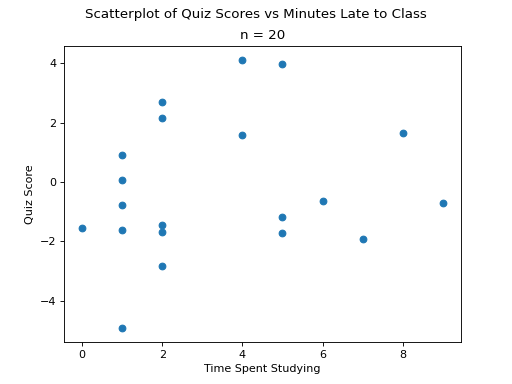 Scatterplot of Quiz Scores vs Minutes Late to Class
n = 20
4
2
0
−2
−4
Quiz Score
0 2 4 6 8
Time Spent Studying